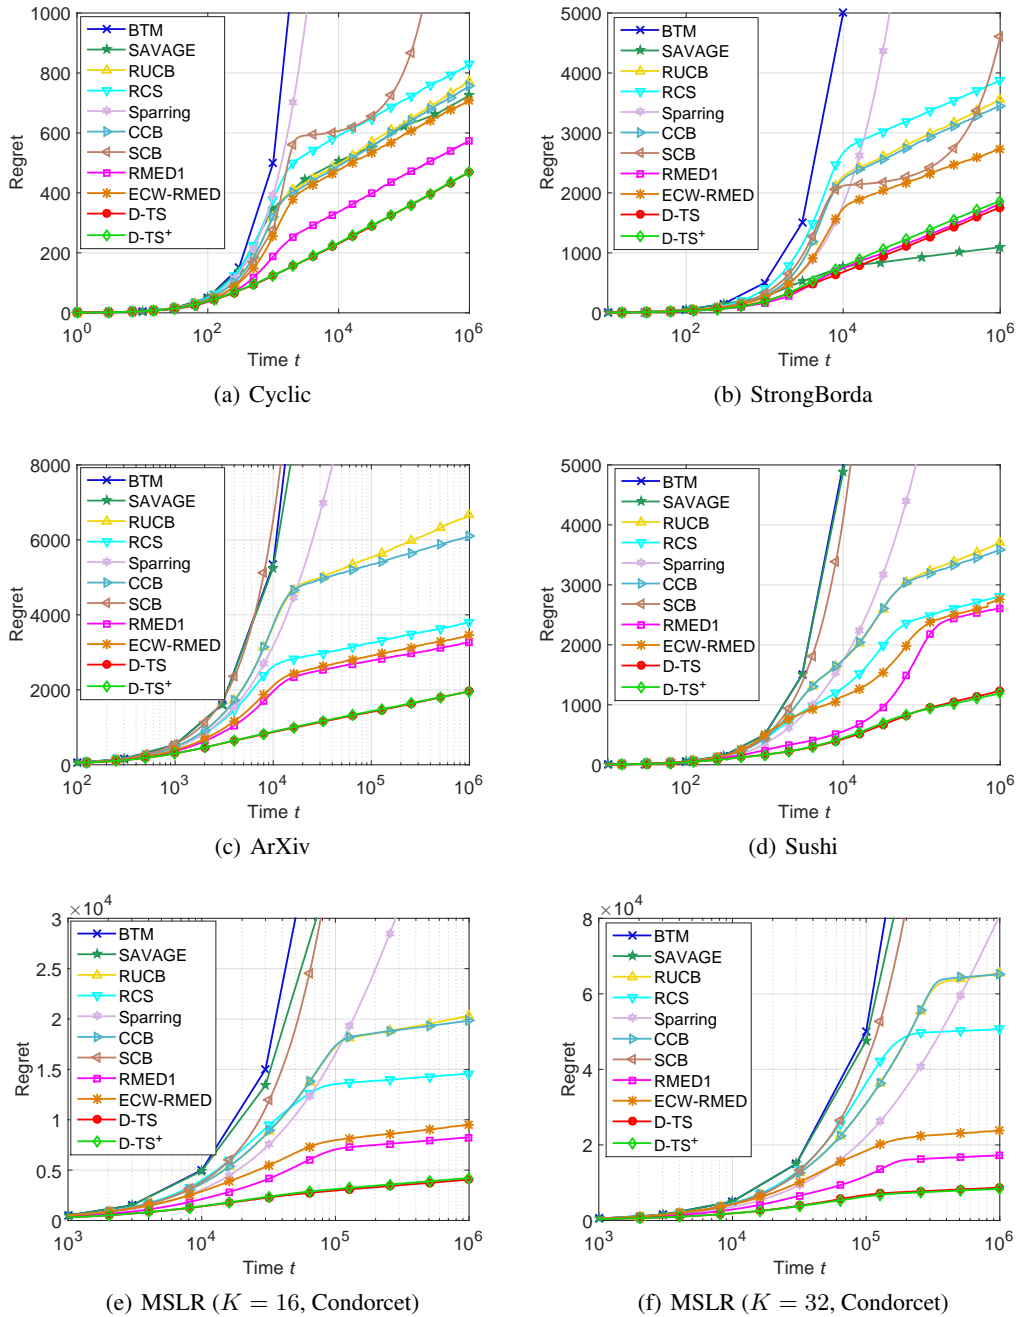 1000
800
600
400
200
0
Regret
BTM
SAVAGE
RUCB
RCS
Sparring
CCB
SCB
RMED1
ECW-RMED
D-TS
D-TS+
10^0 10^2 10^4 10^6
Time t
(a) Cyclic
5000
4000
3000
2000
1000
0
Regret
BTM
SAVAGE
RUCB
RCS
Sparring
CCB
SCB
RMED1
ECW-RMED
D-TS
D-TS+
10^2 10^4 10^6
Time t
(b) StrongBorda
8000
6000
4000
2000
0
Regret
BTM
SAVAGE
RUCB
RCS
Sparring
CCB
SCB
RMED1
ECW-RMED
D-TS
D-TS+
10^2 10^3 10^4 10^5 10^6
Time t
(c) ArXiv
5000
4000
3000
2000
1000
0
Regret
BTM
SAVAGE
RUCB
RCS
Sparring
CCB
SCB
RMED1
ECW-RMED
D-TS
D-TS+
10^2 10^4 10^6
Time t
(d) Sushi
×10^4
3
2.5
2
1.5
1
0.5
0
Regret
BTM
SAVAGE
RUCB
RCS
Sparring
CCB
SCB
RMED1
ECW-RMED
D-TS
D-TS+
10^3 10^4 10^5 10^6
Time t
(e) MSLR (K = 16, Condorcet)
×10^4
8
6
4
2
0
Regret
BTM
SAVAGE
RUCB
RCS
Sparring
CCB
SCB
RMED1
ECW-RMED
D-TS
D-TS+
10^3 10^4 10^5 10^6
Time t
(f) MSLR (K = 32, Condorcet)